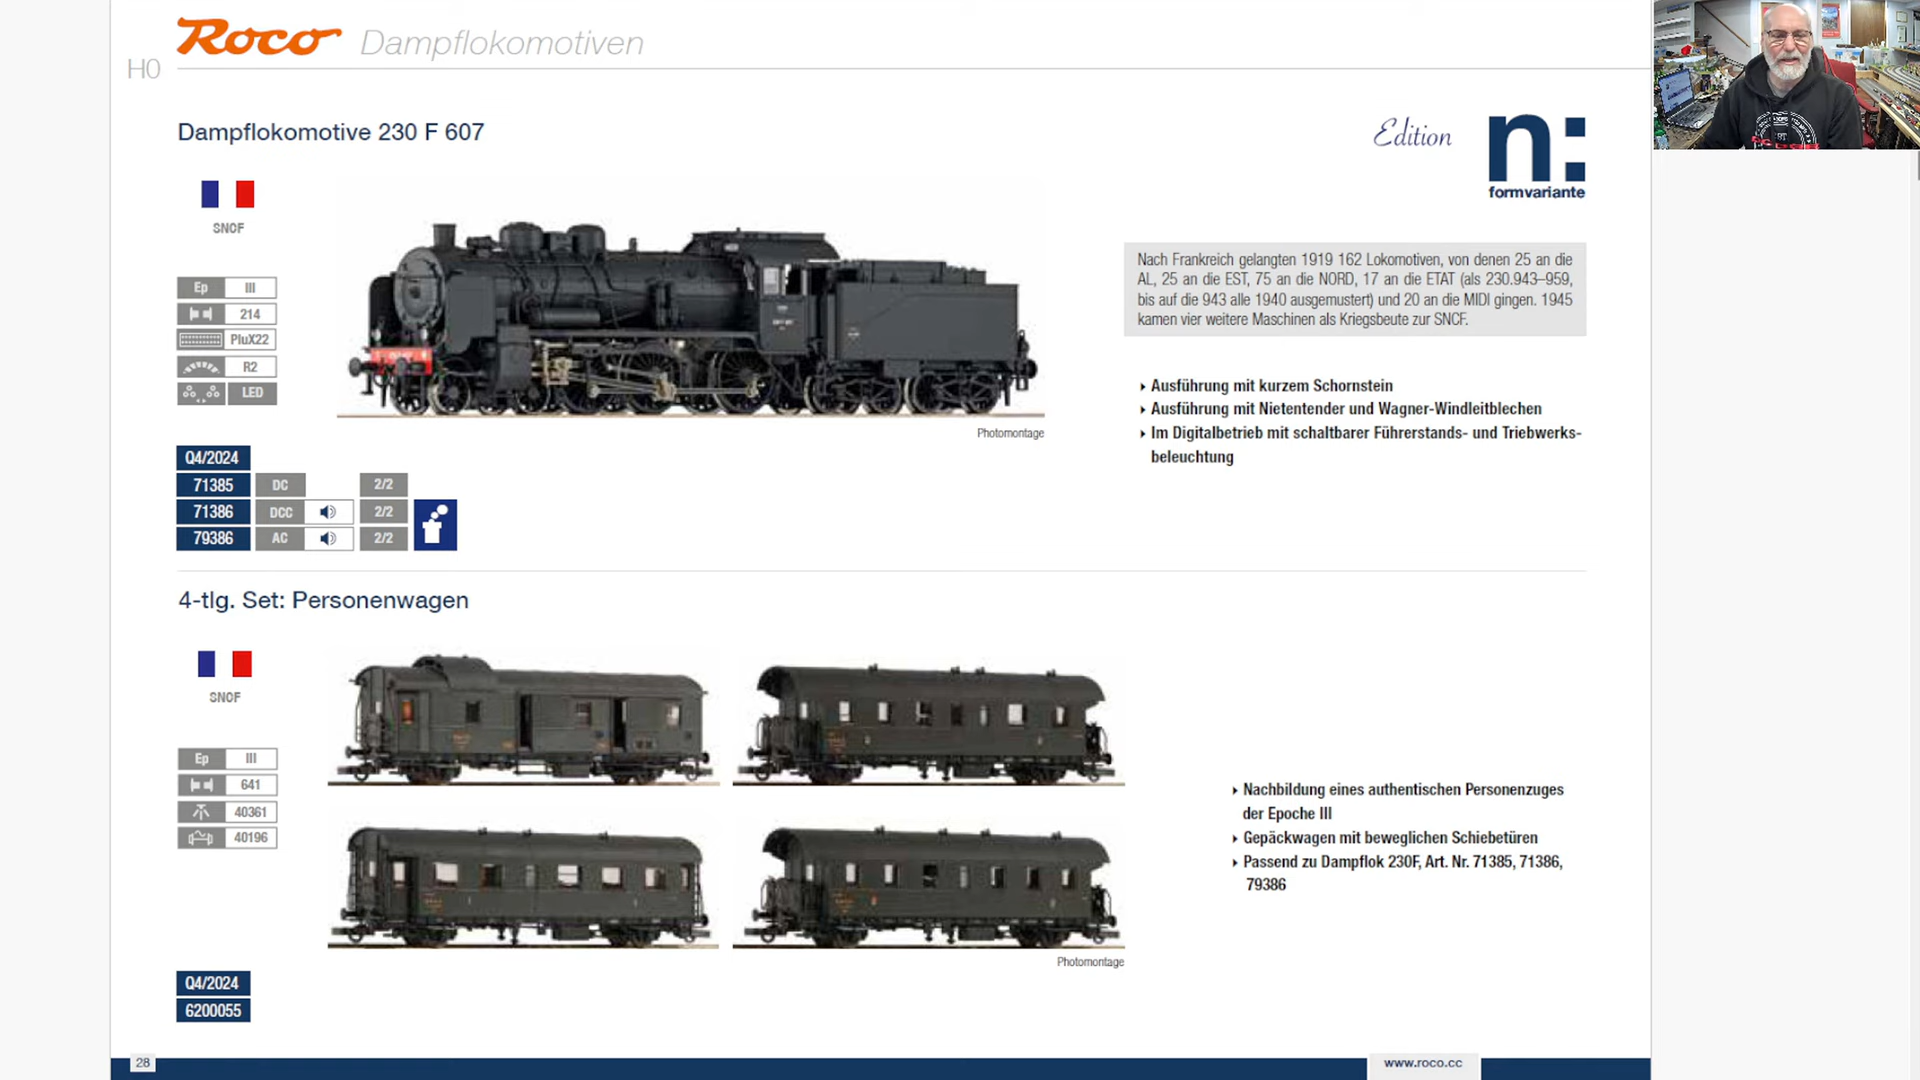 Roco Dampflokomotiven
H0
Dampflokomotive 230 F 607
Edition n:
formvariante
SNCF
Ep III
214
PluX22
R2
LED
Photomontage
Nach Frankreich gelangten 1919 162 Lokomotiven, von denen 25 an die
AL, 25 an die EST, 75 an die NORD, 17 an die ETAT (als 230.943–959,
bis auf die 943 alle 1940 ausgemustert) und 20 an die MIDI gingen. 1945
kamen vier weitere Maschinen als Kriegsbeute zur SNCF.
Ausführung mit kurzem Schornstein
Ausführung mit Nietentender und Wagner-Windleitblechen
Im Digitalbetrieb mit schaltbarer Führerstands- und Triebwerks-
beleuchtung
Q4/2024
71385 DC 2/2
71386 DCC 2/2
79386 AC 2/2
4-tlg. Set: Personenwagen
SNCF
Ep III
641
40361
40196
Nachbildung eines authentischen Personenzuges
der Epoche III
Gepäckwagen mit beweglichen Schiebetüren
Passend zu Dampflok 230F, Art. Nr. 71385, 71386,
79386
Photomontage
Q4/2024
6200055
28
www.roco.cc